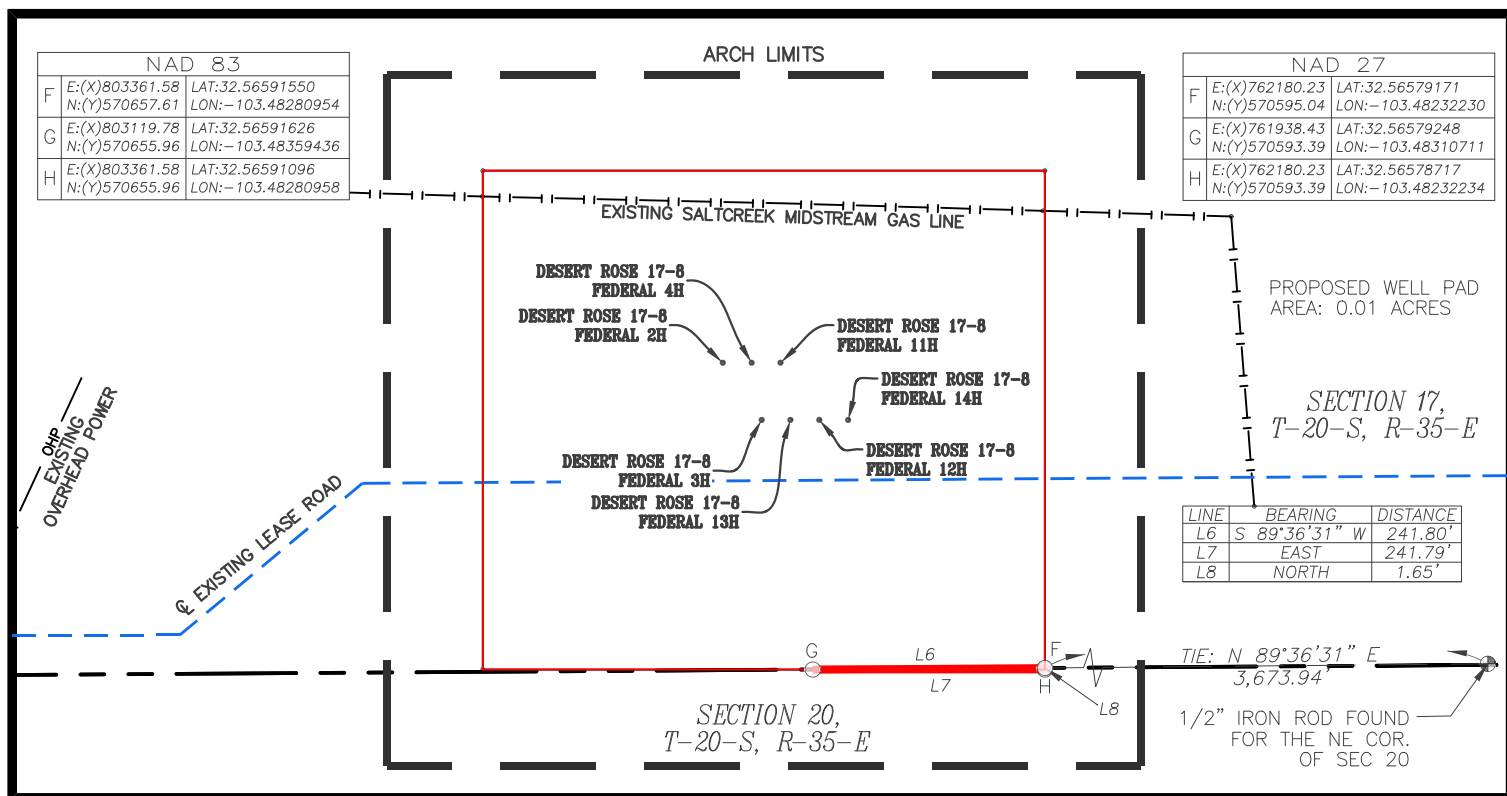 ARCH LIMITS
NAD 83
F E:(X)803361.58 LAT:32.56591550
N:(Y)570657.61 LON:-103.48280954
G E:(X)803119.78 LAT:32.56591626
N:(Y)570655.96 LON:-103.48359436
H E:(X)803361.58 LAT:32.56591096
N:(Y)570655.96 LON:-103.48280958
NAD 27
F E:(X)762180.23 LAT:32.56579171
N:(Y)570595.04 LON:-103.48232230
G E:(X)761938.43 LAT:32.56579248
N:(Y)570593.39 LON:-103.48310711
H E:(X)762180.23 LAT:32.56578717
N:(Y)570593.39 LON:-103.48232234
EXISTING SALTCREEK MIDSTREAM GAS LINE
DESERT ROSE 17-8
FEDERAL 4H
DESERT ROSE 17-8
FEDERAL 2H
DESERT ROSE 17-8
FEDERAL 11H
DESERT ROSE 17-8
FEDERAL 14H
DESERT ROSE 17-8
FEDERAL 12H
DESERT ROSE 17-8
FEDERAL 3H
DESERT ROSE 17-8
FEDERAL 13H
PROPOSED WELL PAD
AREA: 0.01 ACRES
SECTION 17,
T-20-S, R-35-E
OHP
EXISTING
OVERHEAD POWER
℄ EXISTING LEASE ROAD
LINE BEARING DISTANCE
L6 S 89°36'31" W 241.80'
L7 EAST 241.79'
L8 NORTH 1.65'
G
L6
L7
F
H
L8
TIE: N 89°36'31" E
3,673.94'
SECTION 20,
T-20-S, R-35-E
1/2" IRON ROD FOUND
FOR THE NE COR.
OF SEC 20